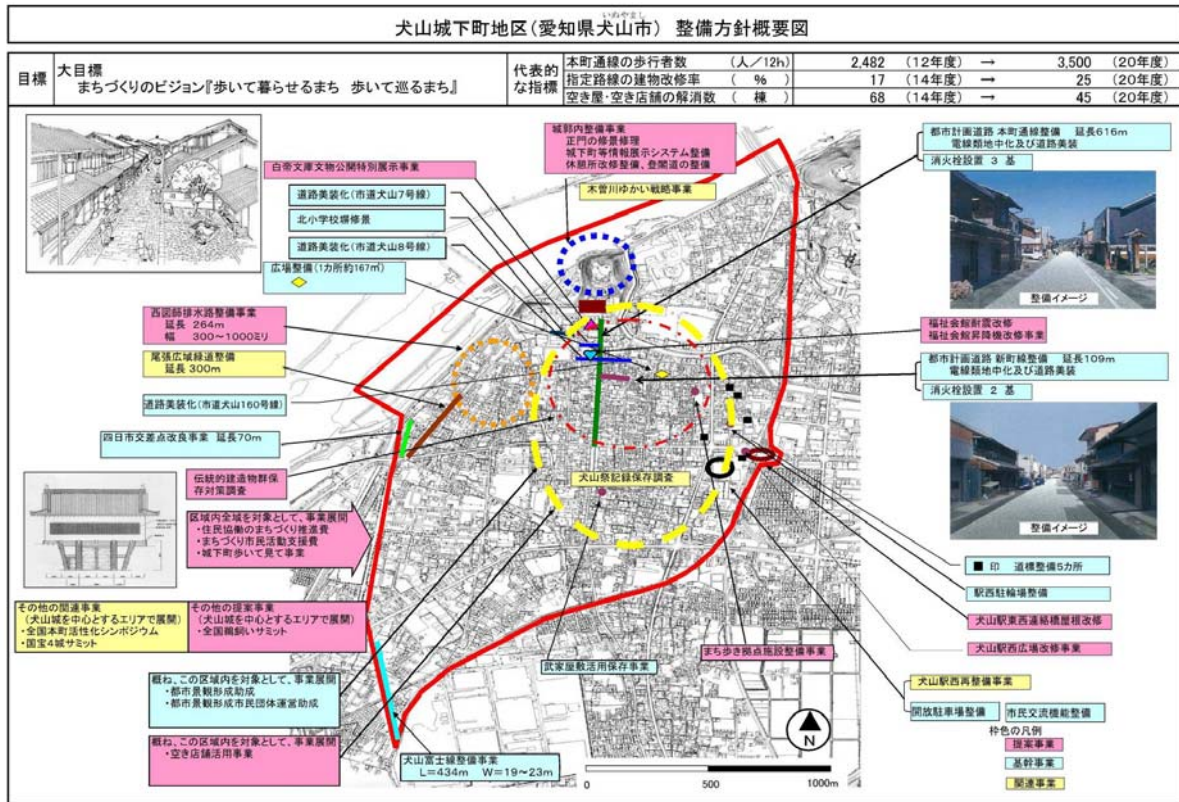 いぬやまし
犬山城下町地区(愛知県犬山市) 整備方針概要図
目標
大目標
まちづくりのビジョン『歩いて暮らせるまち 歩いて巡るまち』
代表的
な指標
本町通線の歩行者数 (人/12h) 2,482 (12年度) → 3,500 (20年度)
指定路線の建物改修率 ( % ) 17 (14年度) → 25 (20年度)
空き屋・空き店舗の解消数 ( 棟 ) 68 (14年度) → 45 (20年度)
城郭内整備事業
正門の修景修理
城下町等情報展示システム整備
休憩所改修整備、登閣道の整備
木曽川ゆかい戦略事業
白帝文庫文物公開特別展示事業
道路美装化(市道犬山7号線)
北小学校塀修景
道路美装化(市道犬山8号線)
広場整備(1カ所約167㎡)
西図師排水路整備事業
延長 264m
幅 300~1000ミリ
尾張広域緑道整備
延長 300m
道路美装化(市道犬山160号線)
四日市交差点改良事業 延長70m
伝統的建造物群保
存対策調査
区域内全域を対象として、事業展開
・住民協働のまちづくり推進費
・まちづくり市民活動支援費
・城下町歩いて見て事業
その他の関連事業
(犬山城を中心とするエリアで展開)
・全国本町活性化シンポジウム
・国宝4城サミット
その他の提案事業
(犬山城を中心とするエリアで展開)
・全国鵜飼いサミット
概ね、この区域内を対象として、事業展開
・都市景観形成助成
・都市景観形成市民団体運営助成
概ね、この区域内を対象として、事業展開
・空き店舗活用事業
犬山富士線整備事業
L=434m W=19~23m
犬山祭記録保存調査
武家屋敷活用保存事業
まち歩き拠点施設整備事業
都市計画道路 本町通線整備 延長616m
電線類地中化及び道路美装
消火栓設置 3 基
整備イメージ
福祉会館耐震改修
福祉会館昇降機改修事業
都市計画道路 新町線整備 延長109m
電線類地中化及び道路美装
消火栓設置 2 基
整備イメージ
■ 印 道標整備5カ所
駅西駐輪場整備
犬山駅東西連絡橋屋根改修
犬山駅西広場改修事業
犬山駅西再整備事業
開放駐車場整備
市民交流機能整備
枠色の凡例
提案事業
基幹事業
関連事業
N
0 500 1000m